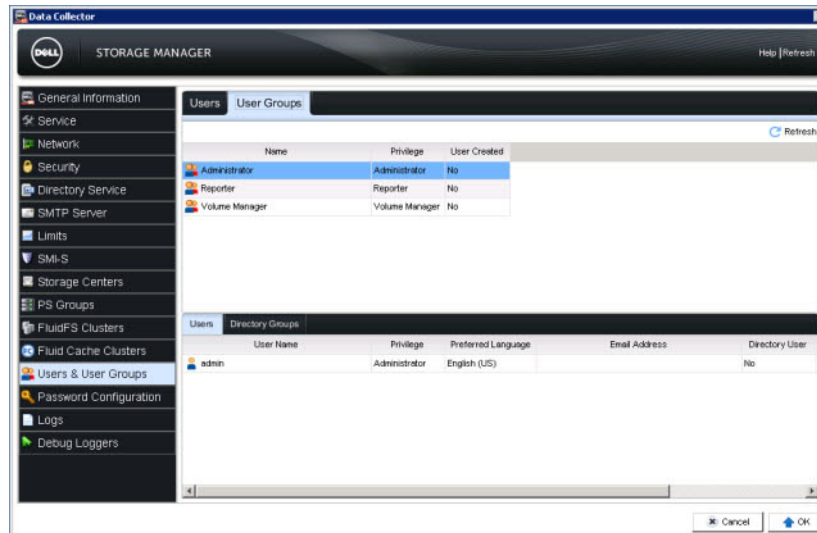 Data Collector
DELL STORAGE MANAGER Help | Refresh
General Information
Service
Network
Security
Directory Service
SMTP Server
Limits
SMI-S
Storage Centers
PS Groups
FluidFS Clusters
Fluid Cache Clusters
Users & User Groups
Password Configuration
Logs
Debug Loggers
Users User Groups
Refresh
Name Privilege User Created
Administrator Administrator No
Reporter Reporter No
Volume Manager Volume Manager No
Users Directory Groups
User Name Privilege Preferred Language Email Address Directory User
admin Administrator English (US) No
Cancel OK